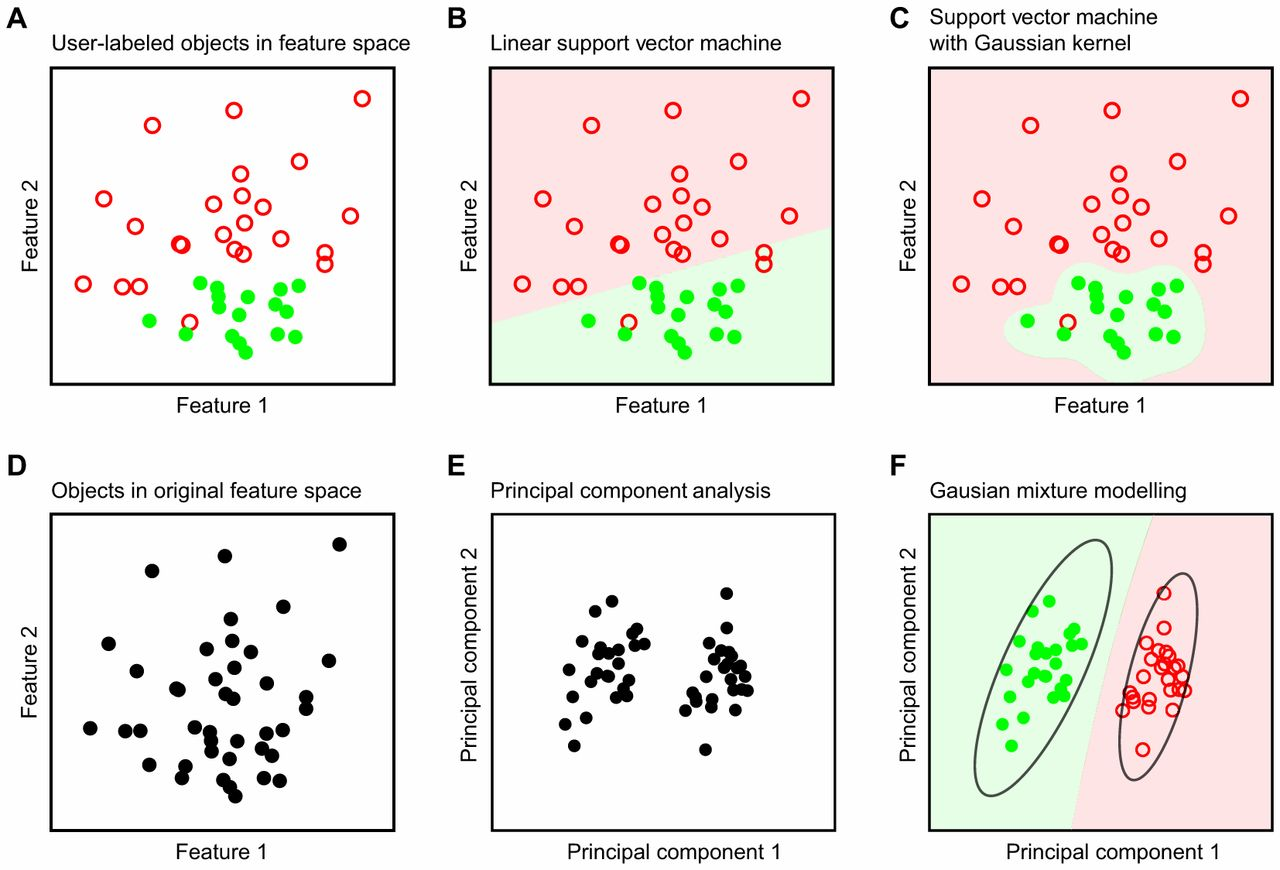 A
User-labeled objects in feature space
Feature 2
Feature 1
B
Linear support vector machine
Feature 2
Feature 1
C
Support vector machine
with Gaussian kernel
Feature 2
Feature 1
D
Objects in original feature space
Feature 2
Feature 1
E
Principal component analysis
Principal component 2
Principal component 1
F
Gausian mixture modelling
Principal component 2
Principal component 1